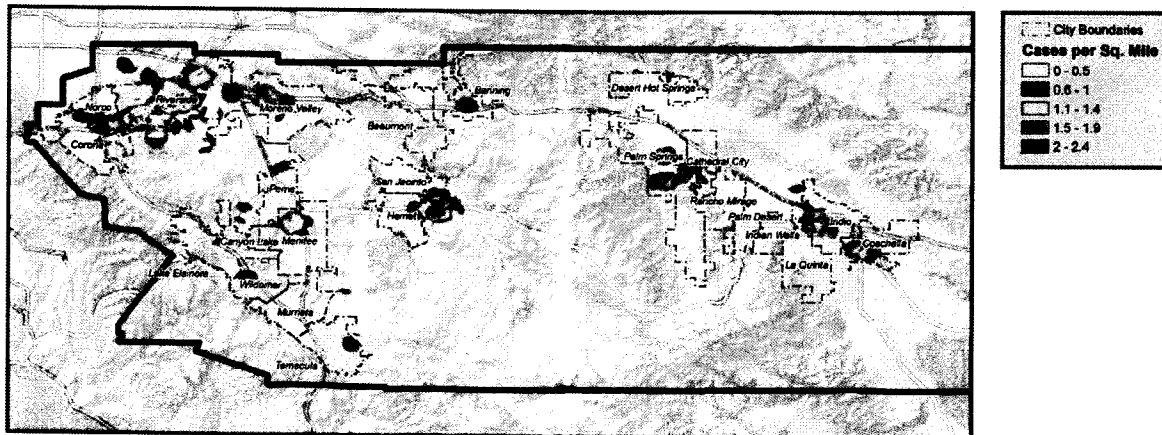 City Boundaries
Cases per Sq. Mile
0 - 0.5
0.6 - 1
1.1 - 1.4
1.5 - 1.9
2 - 2.4
Banning
Desert Hot Springs
Norco
Riverside
Moreno Valley
Beaumont
Corona
Palm Springs
Cathedral City
San Jacinto
Perris
Rancho Mirage
Hemet
Palm Desert
Indio
Canyon Lake
Menifee
Indian Wells
Coachella
Lake Elsinore
La Quinta
Wildomar
Murrieta
Temecula